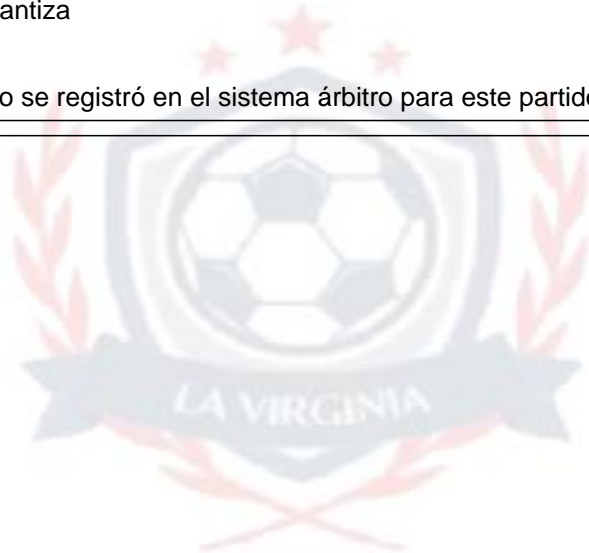 antiza
o se registró en el sistema árbitro para este partid
LA VIRGINIA